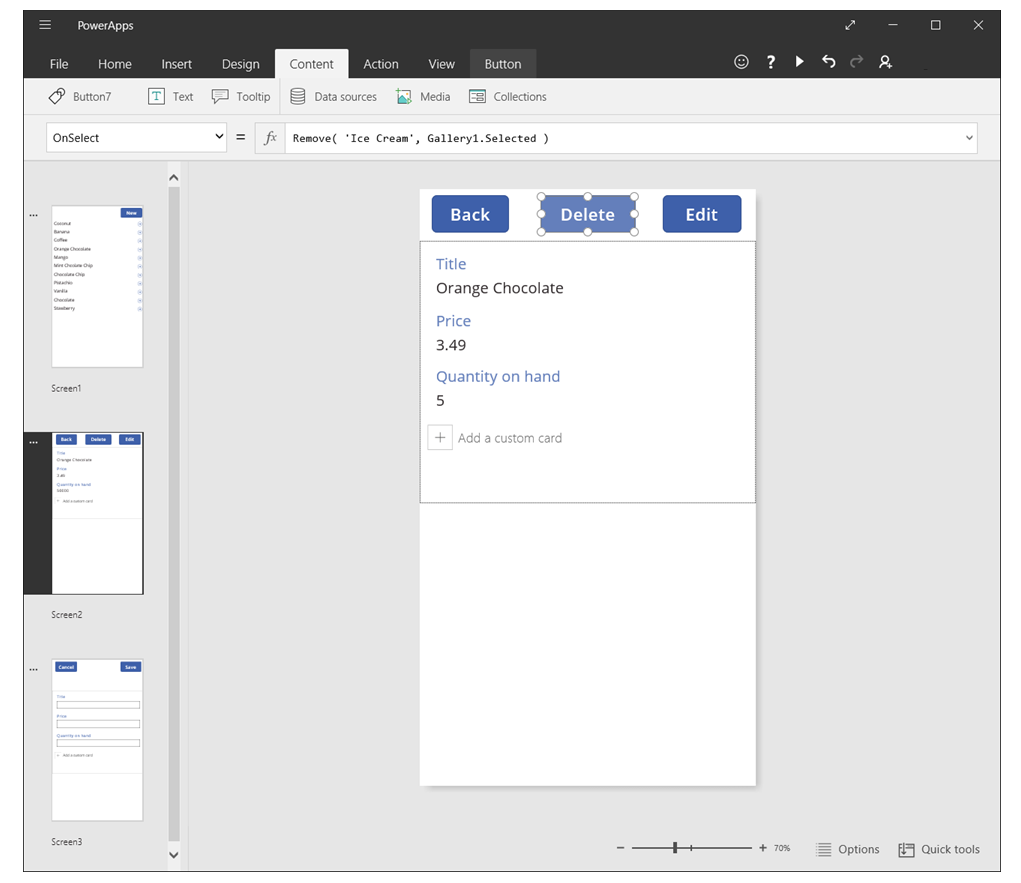 PowerApps
File Home Insert Design Content Action View Button
Button7 Text Tooltip Data sources Media Collections
OnSelect = fx Remove( 'Ice Cream', Gallery1.Selected )
New
Coconut
Banana
Coffee
Orange Chocolate
Mango
Mint Chocolate Chip
Chocolate Chip
Pistachio
Vanilla
Chocolate
Strawberry
Screen1
Back Delete Edit
Title
Orange Chocolate
Price
3.49
Quantity on hand
Add a custom card
Screen2
Cancel Save
Title
Price
Quantity on hand
Add a custom card
Screen3
Back Delete Edit
Title
Orange Chocolate
Price
3.49
Quantity on hand
5
Add a custom card
70% Options Quick tools